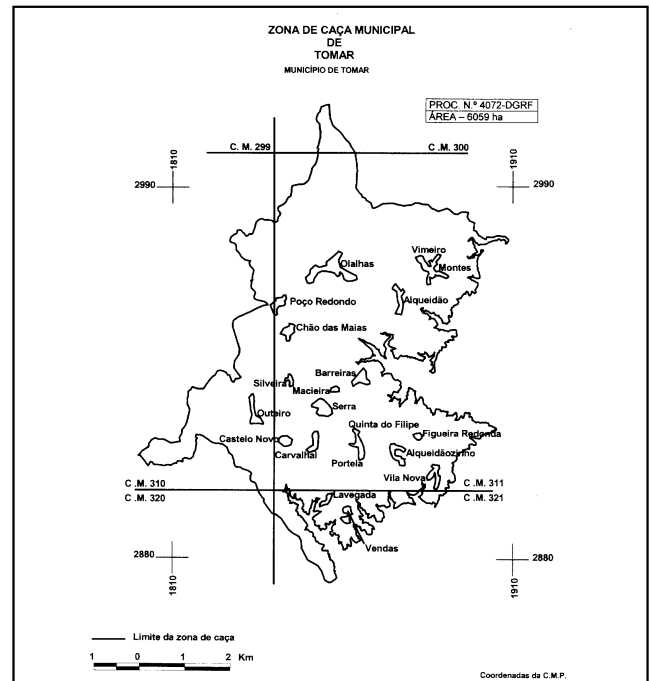 ZONA DE CAÇA MUNICIPAL
DE
TOMAR
MUNICÍPIO DE TOMAR
PROC. N.º 4072-DGRF
ÁREA – 6059 ha
C. M. 299
C .M. 300
1810
1910
2990
2990
Vimeiro
Olalhas
Montes
Poço Redondo
Alqueidão
Chão das Maias
Barreiras
Silveira
Macieira
Serra
Outeiro
Quinta do Filipe
Castelo Novo
Figueira Redonda
Carvalhal
Alqueidãozinho
Portela
Vila Nova
C .M. 310
C .M. 311
C .M. 320
Lavegada
C .M. 321
Vendas
2880
2880
1810
1910
Limite da zona de caça
1 0 1 2 Km
Coordenadas da C.M.P.